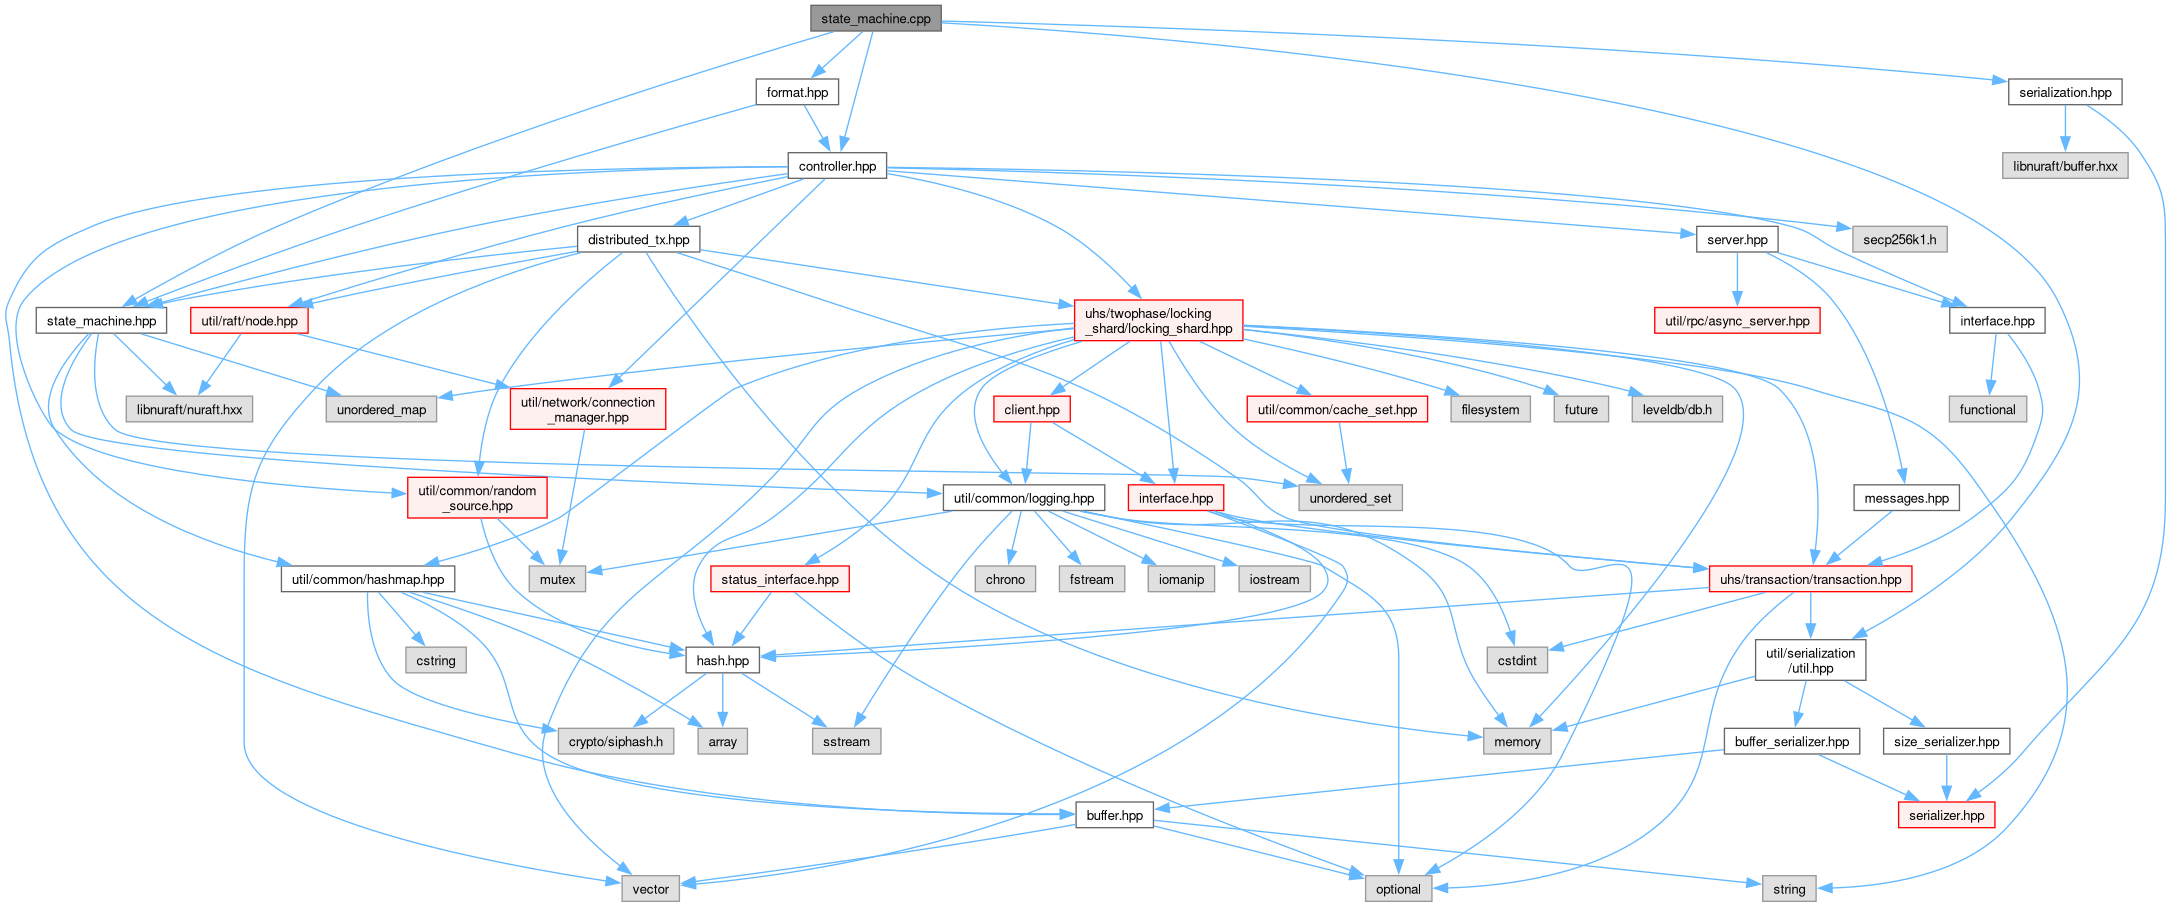 state_machine.cpp
format.hpp
serialization.hpp
controller.hpp
libnuraft/buffer.hxx
distributed_tx.hpp
server.hpp
secp256k1.h
state_machine.hpp
util/raft/node.hpp
uhs/twophase/locking
_shard/locking_shard.hpp
util/rpc/async_server.hpp
interface.hpp
libnuraft/nuraft.hxx
unordered_map
util/network/connection
_manager.hpp
client.hpp
util/common/cache_set.hpp
filesystem
future
leveldb/db.h
functional
util/common/random
_source.hpp
util/common/logging.hpp
interface.hpp
unordered_set
messages.hpp
util/common/hashmap.hpp
mutex
status_interface.hpp
chrono
fstream
iomanip
iostream
uhs/transaction/transaction.hpp
cstring
hash.hpp
cstdint
util/serialization
/util.hpp
crypto/siphash.h
array
sstream
memory
buffer_serializer.hpp
size_serializer.hpp
buffer.hpp
serializer.hpp
vector
optional
string